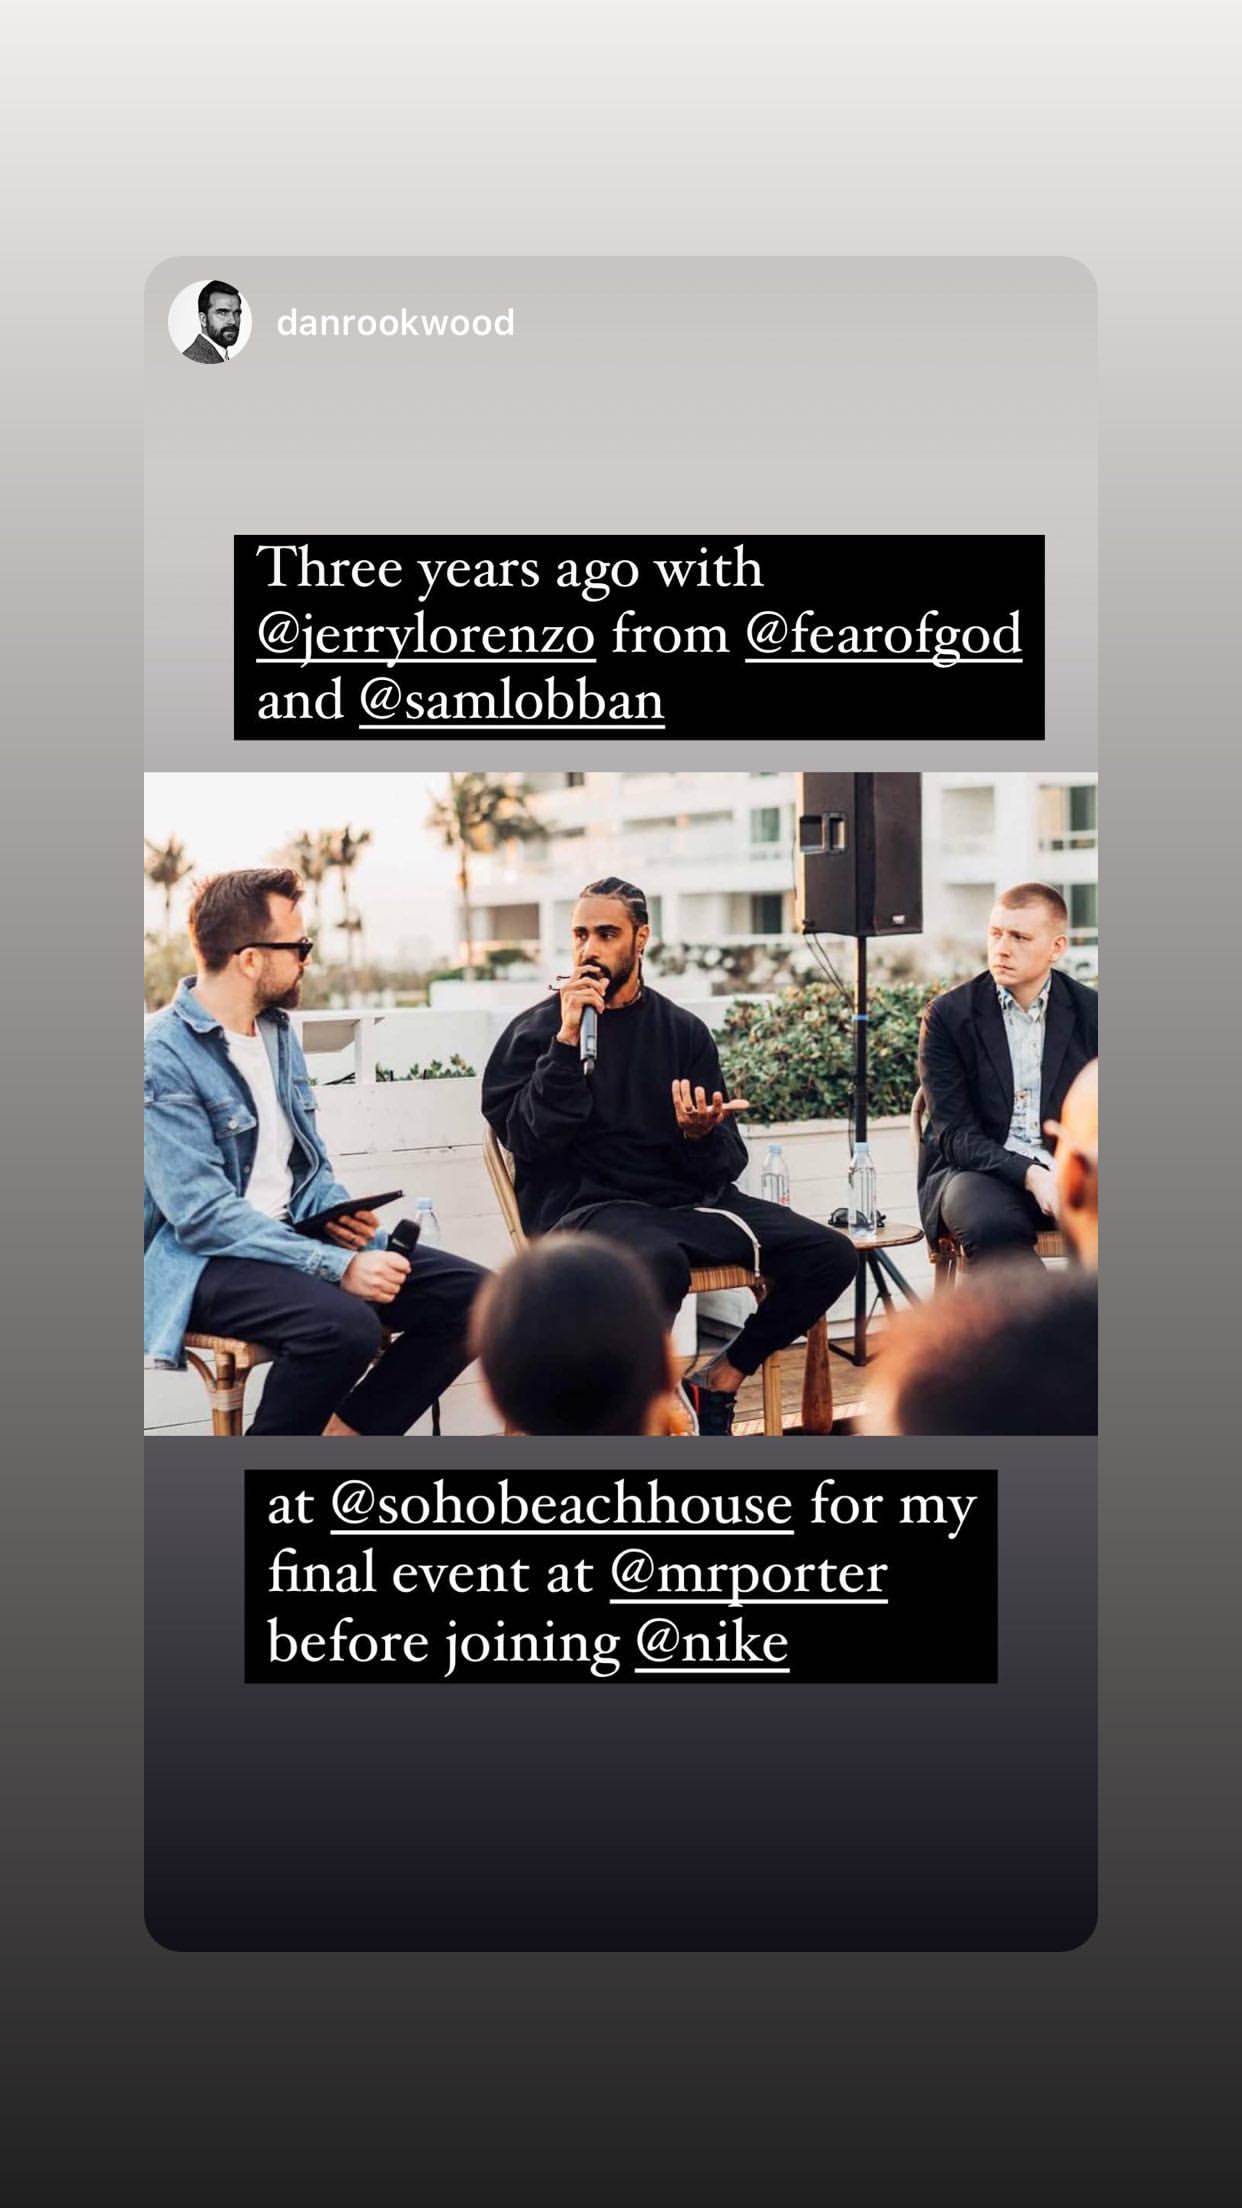 danrookwood
Three years ago with
@jerrylorenzo from @fearofgod
and @samlobban
at @sohobeachhouse for my
final event at @mrporter
before joining @nike